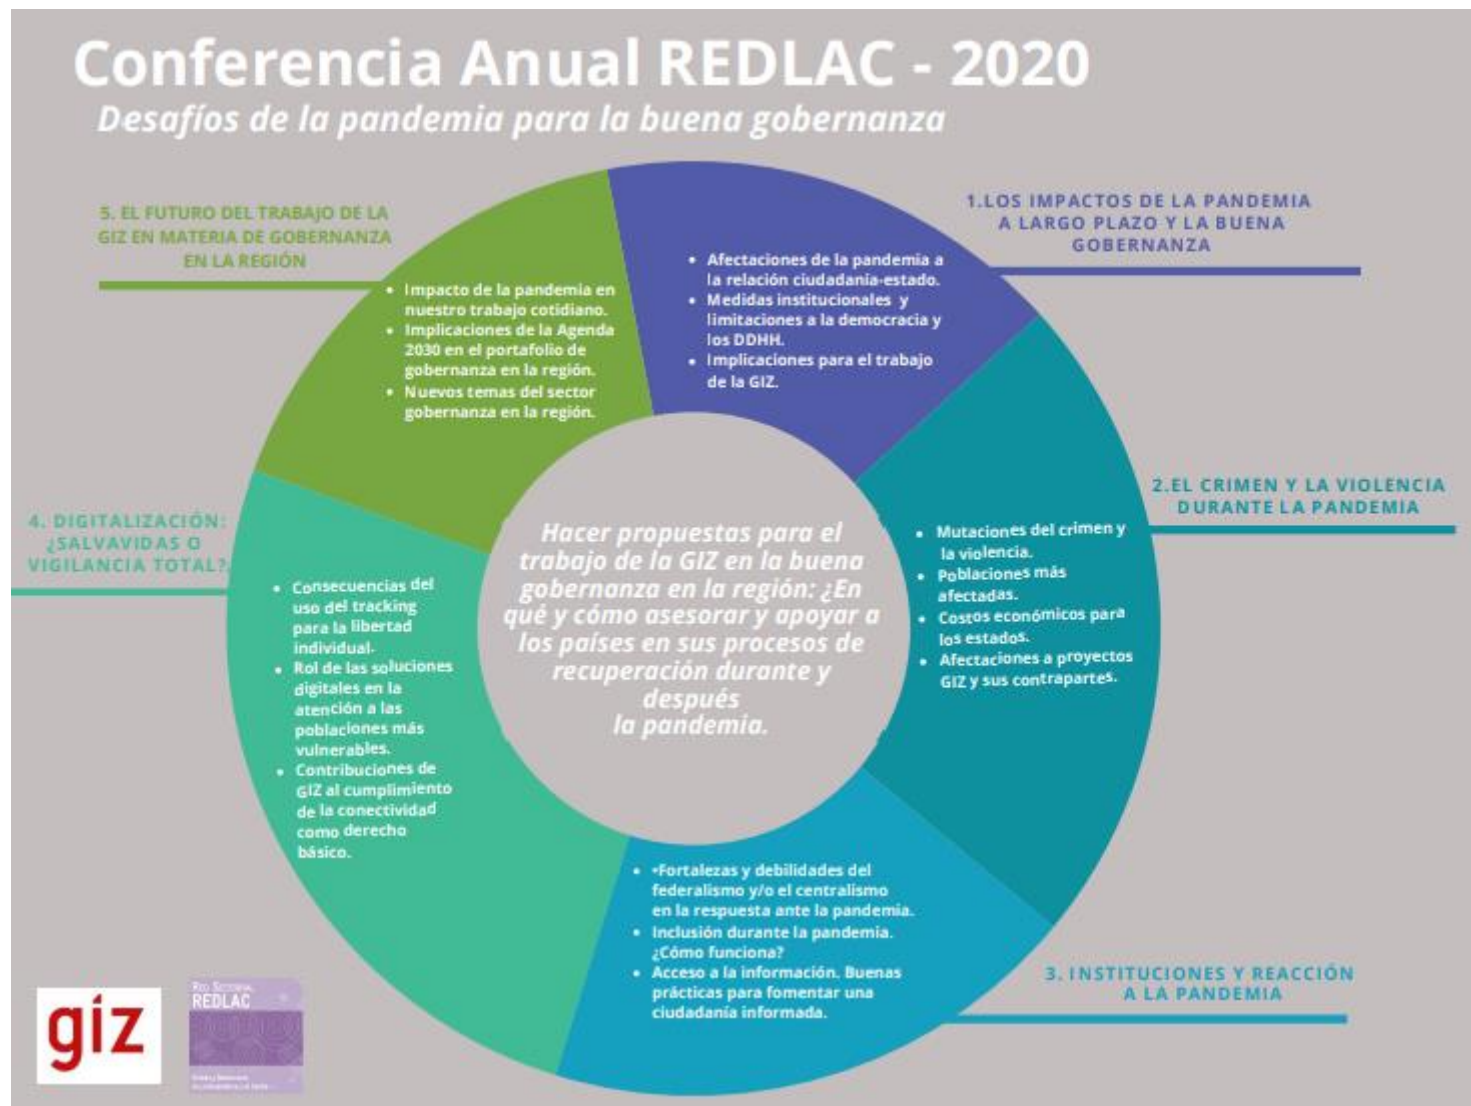 Conferencia Anual REDLAC - 2020
Desafíos de la pandemia para la buena gobernanza
1.LOS IMPACTOS DE LA PANDEMIA
A LARGO PLAZO Y LA BUENA
GOBERNANZA
• Afectaciones de la pandemia a
la relación ciudadanía-estado.
• Medidas institucionales y
limitaciones a la democracia y
los DDHH.
• Implicaciones para el trabajo
de la GIZ.
2.EL CRIMEN Y LA VIOLENCIA
DURANTE LA PANDEMIA
• Mutaciones del crimen y
la violencia.
• Poblaciones más
afectadas.
• Costos económicos para
los estados.
• Afectaciones a proyectos
GIZ y sus contrapartes.
3. INSTITUCIONES Y REACCIÓN
A LA PANDEMIA
• •Fortalezas y debilidades del
federalismo y/o el centralismo
en la respuesta ante la pandemia.
• Inclusión durante la pandemia.
¿Cómo funciona?
• Acceso a la información. Buenas
prácticas para fomentar una
ciudadanía informada.
4. DIGITALIZACIÓN:
¿SALVAVIDAS O
VIGILANCIA TOTAL?.
• Consecuencias del
uso del tracking
para la libertad
individual.
• Rol de las soluciones
digitales en la
atención a las
poblaciones más
vulnerables.
• Contribuciones de
GIZ al cumplimiento
de la conectividad
como derecho
básico.
5. EL FUTURO DEL TRABAJO DE LA
GIZ EN MATERIA DE GOBERNANZA
EN LA REGIÓN
• Impacto de la pandemia en
nuestro trabajo cotidiano.
• Implicaciones de la Agenda
2030 en el portafolio de
gobernanza en la región.
• Nuevos temas del sector
gobernanza en la región.
Hacer propuestas para el
trabajo de la GIZ en la buena
gobernanza en la región: ¿En
qué y cómo asesorar y apoyar a
los países en sus procesos de
recuperación durante y
después
la pandemia.
giz
RED SECTORIAL
REDLAC